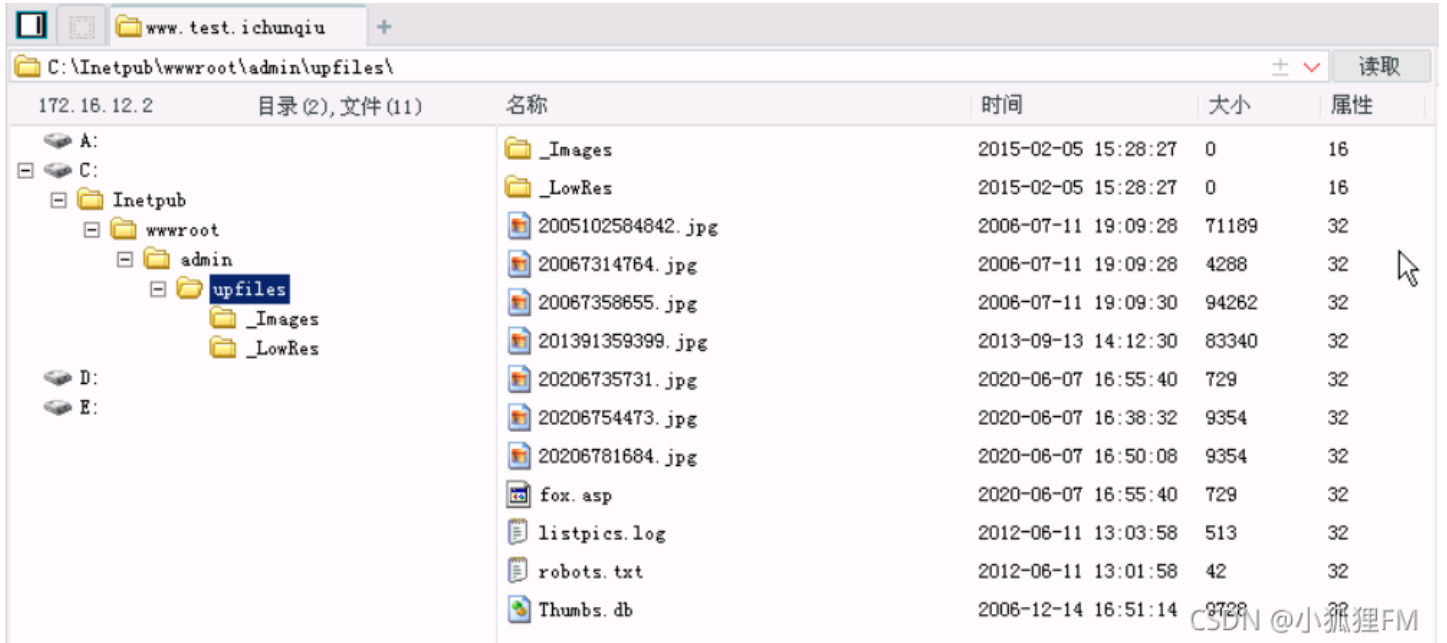 www.test.ichunqiu
C:\Inetpub\wwwroot\admin\upfiles\ 读取
172.16.12.2 目录(2),文件(11)
A:
C:
Inetpub
wwwroot
admin
upfiles
_Images
_LowRes
D:
E:
名称 时间 大小 属性
_Images 2015-02-05 15:28:27 0 16
_LowRes 2015-02-05 15:28:27 0 16
2005102584842.jpg 2006-07-11 19:09:28 71189 32
20067314764.jpg 2006-07-11 19:09:28 4288 32
20067358655.jpg 2006-07-11 19:09:30 94262 32
201391359399.jpg 2013-09-13 14:12:30 83340 32
20206735731.jpg 2020-06-07 16:55:40 729 32
20206754473.jpg 2020-06-07 16:38:32 9354 32
20206781684.jpg 2020-06-07 16:50:08 9354 32
fox.asp 2020-06-07 16:55:40 729 32
listpics.log 2012-06-11 13:03:58 513 32
robots.txt 2012-06-11 13:01:58 42 32
Thumbs.db 2006-12-14 16:51:14
CSDN @小狐狸FM